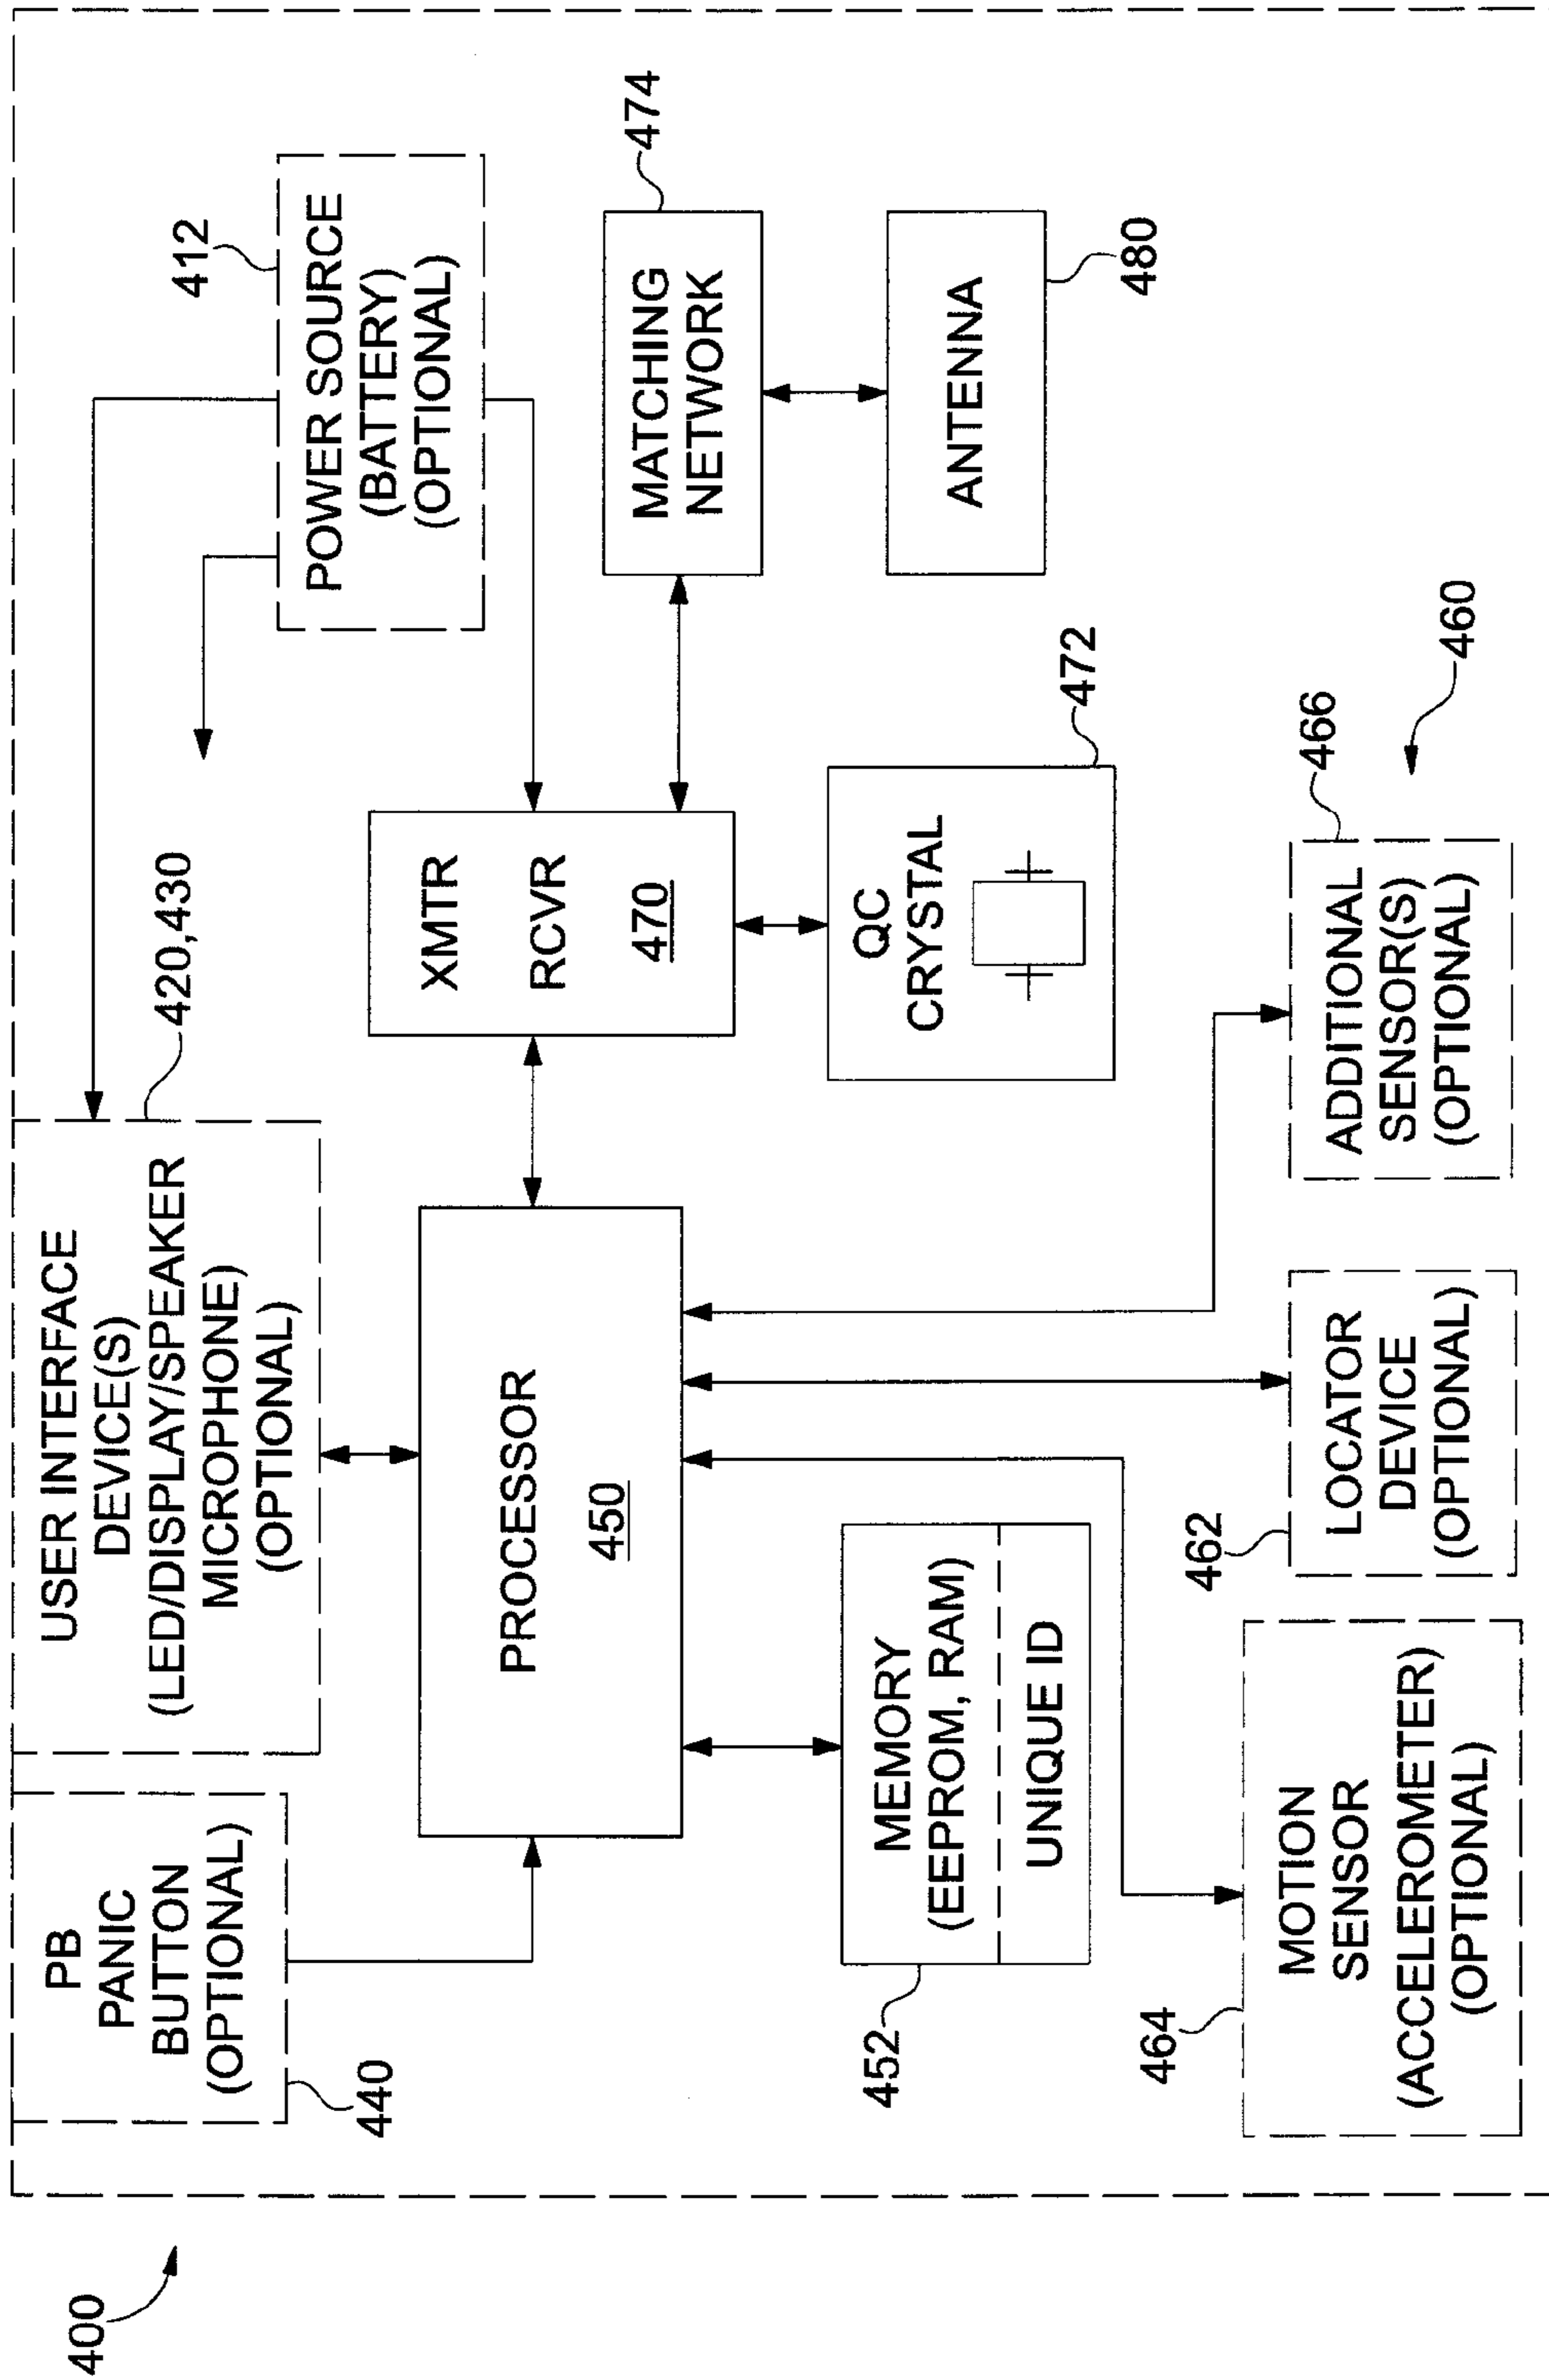 400
PB
PANIC
BUTTON
(OPTIONAL)
440
USER INTERFACE
DEVICE(S)
(LED/DISPLAY/SPEAKER
MICROPHONE)
(OPTIONAL)
420,430
412
POWER SOURCE
(BATTERY)
(OPTIONAL)
PROCESSOR
450
XMTR
RCVR
470
MATCHING
NETWORK
474
MEMORY
(EEPROM, RAM)
UNIQUE ID
452
QC
CRYSTAL
472
ANTENNA
480
MOTION
SENSOR
(ACCELEROMETER)
(OPTIONAL)
464
LOCATOR
DEVICE
(OPTIONAL)
462
ADDITIONAL
SENSOR(S)
(OPTIONAL)
466
460